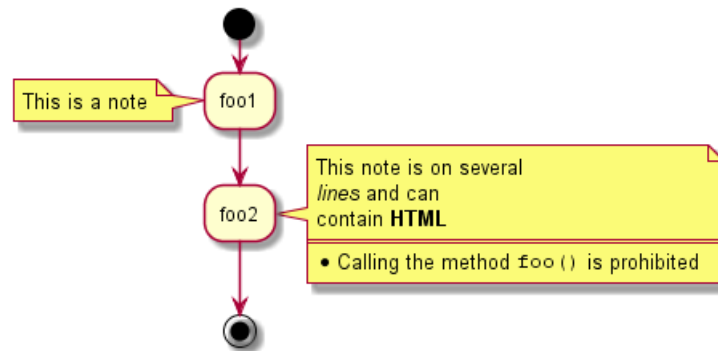 This is a note
foo1
This note is on several
lines and can
contain HTML
foo2
• Calling the method foo() is prohibited